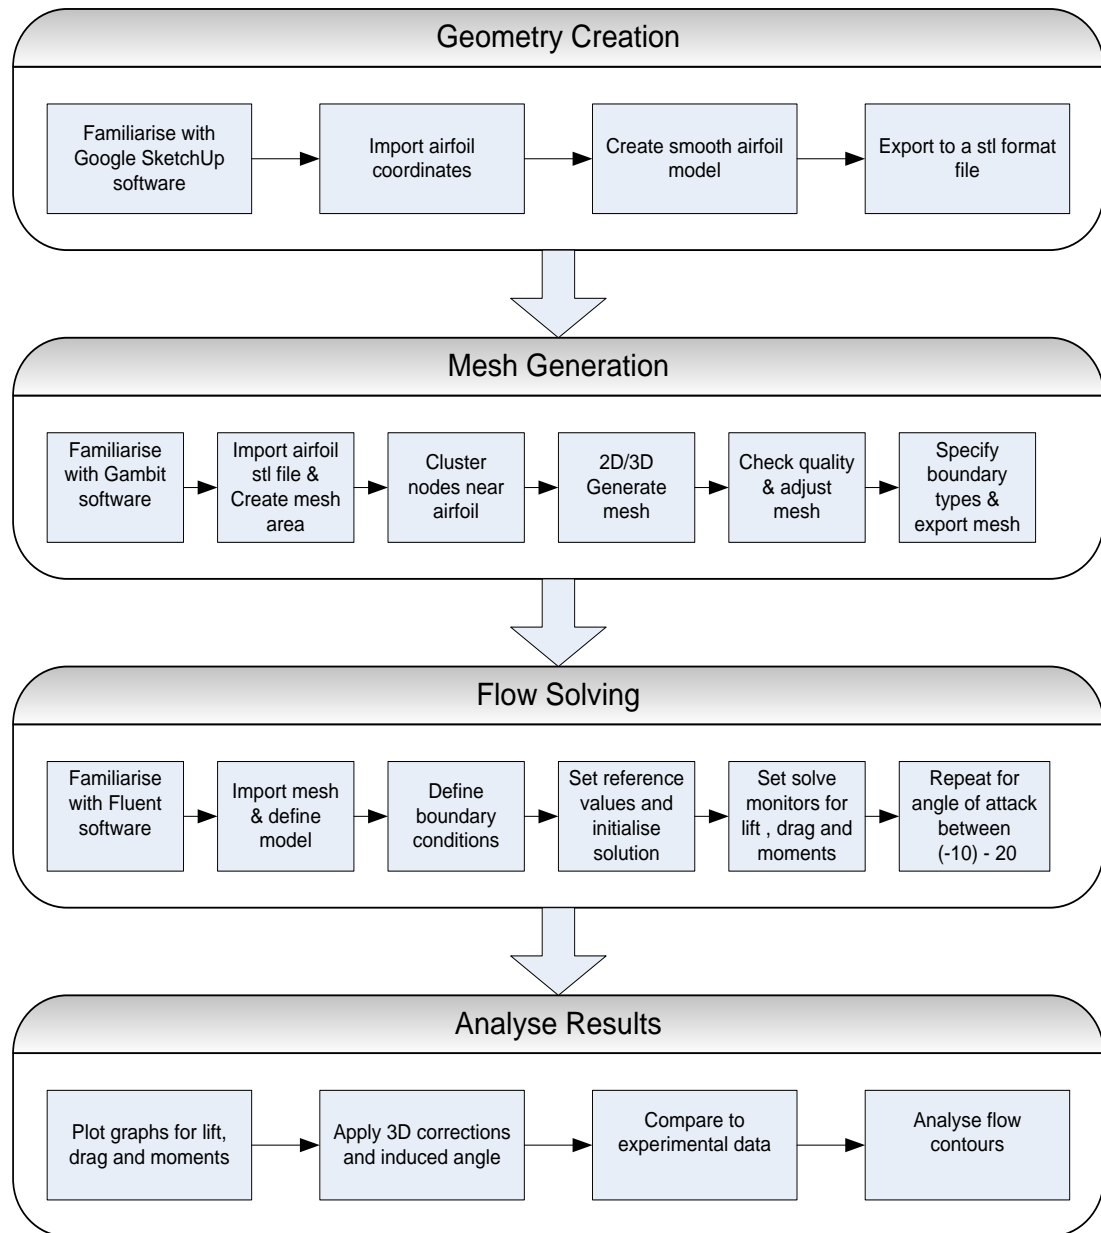 Geometry Creation
Familiarise with
Google SketchUp
software
Import airfoil
coordinates
Create smooth airfoil
model
Export to a stl format
file
Mesh Generation
Familiarise
with Gambit
software
Import airfoil
stl file &
Create mesh
area
Cluster
nodes near
airfoil
2D/3D
Generate
mesh
Check quality
& adjust
mesh
Specify
boundary
types &
export mesh
Flow Solving
Familiarise
with Fluent
software
Import mesh
& define
model
Define
boundary
conditions
Set reference
values and
initialise
solution
Set solve
monitors for
lift , drag and
moments
Repeat for
angle of attack
between
(-10) - 20
Analyse Results
Plot graphs for lift,
drag and moments
Apply 3D corrections
and induced angle
Compare to
experimental data
Analyse flow
contours